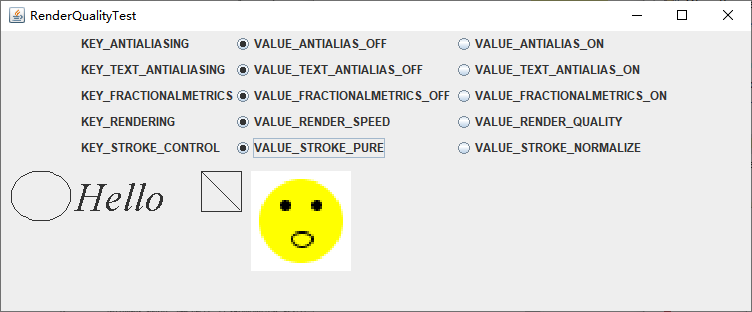 RenderQualityTest
KEY_ANTIALIASING VALUE_ANTIALIAS_OFF VALUE_ANTIALIAS_ON
KEY_TEXT_ANTIALIASING VALUE_TEXT_ANTIALIAS_OFF VALUE_TEXT_ANTIALIAS_ON
KEY_FRACTIONALMETRICS VALUE_FRACTIONALMETRICS_OFF VALUE_FRACTIONALMETRICS_ON
KEY_RENDERING VALUE_RENDER_SPEED VALUE_RENDER_QUALITY
KEY_STROKE_CONTROL VALUE_STROKE_PURE VALUE_STROKE_NORMALIZE
Hello